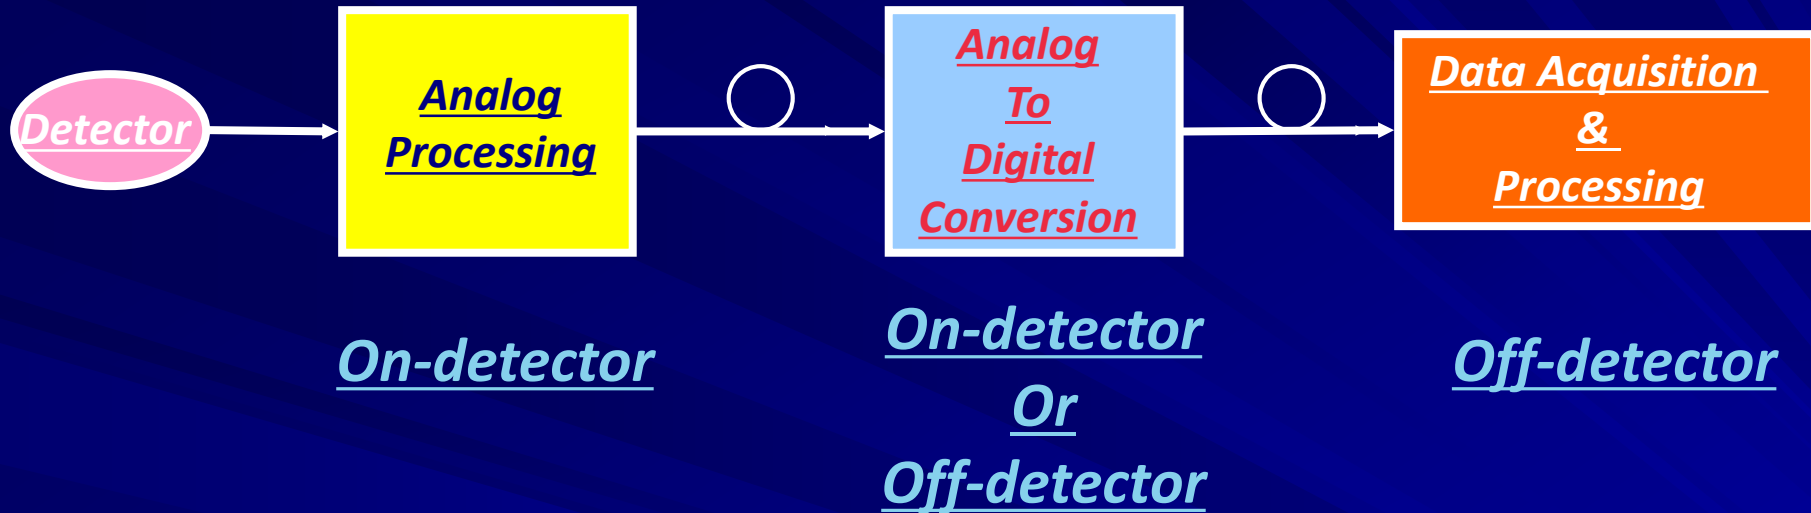 Detector
Analog
Processing
Analog
To
Digital
Conversion
Data Acquisition
&
Processing
On-detector
On-detector
Or
Off-detector
Off-detector